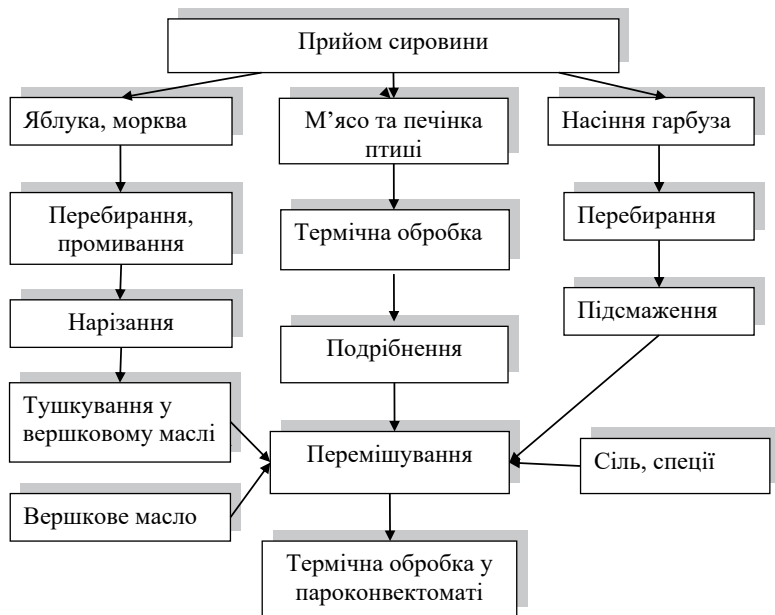 Прийом сировини
Яблука, морква
М’ясо та печінка
птиці
Насіння гарбуза
Перебирання,
промивання
Термічна обробка
Перебирання
Нарізання
Подрібнення
Підсмаження
Тушкування у
вершковому маслі
Перемішування
Сіль, спеції
Вершкове масло
Термічна обробка у
пароконвектоматі